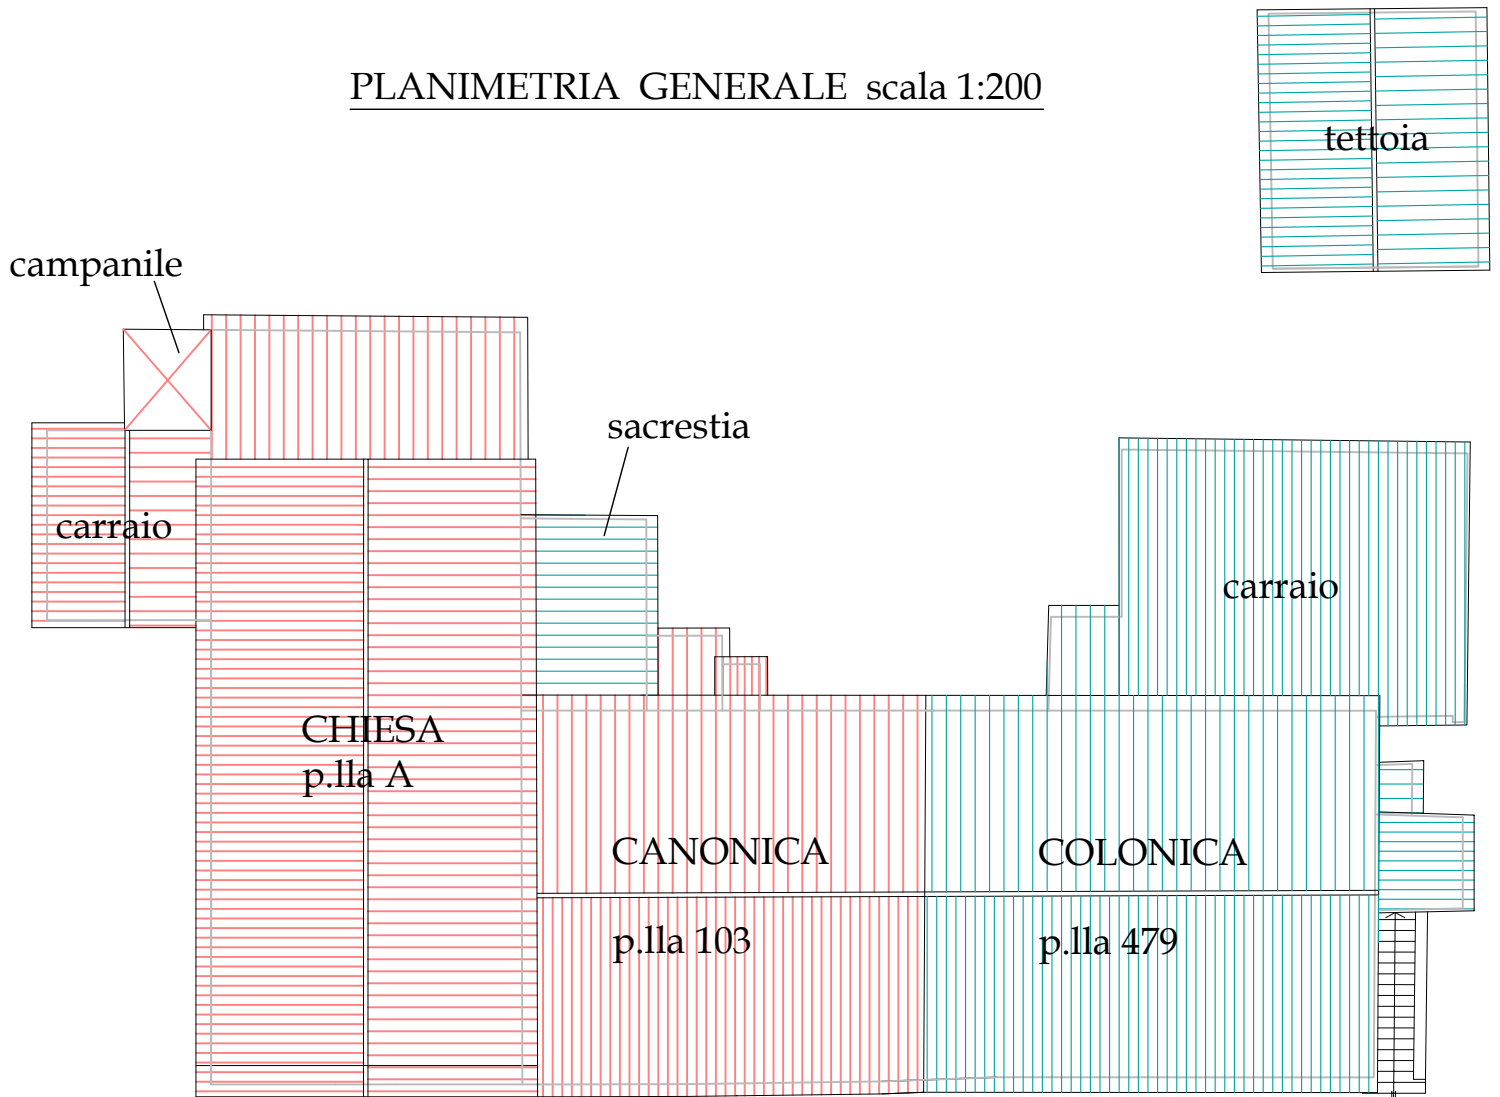 PLANIMETRIA GENERALE scala 1:200
tettoia
campanile
sacrestia
carraio
carraio
CHIESA
p.lla A
CANONICA
p.lla 103
COLONICA
p.lla 479